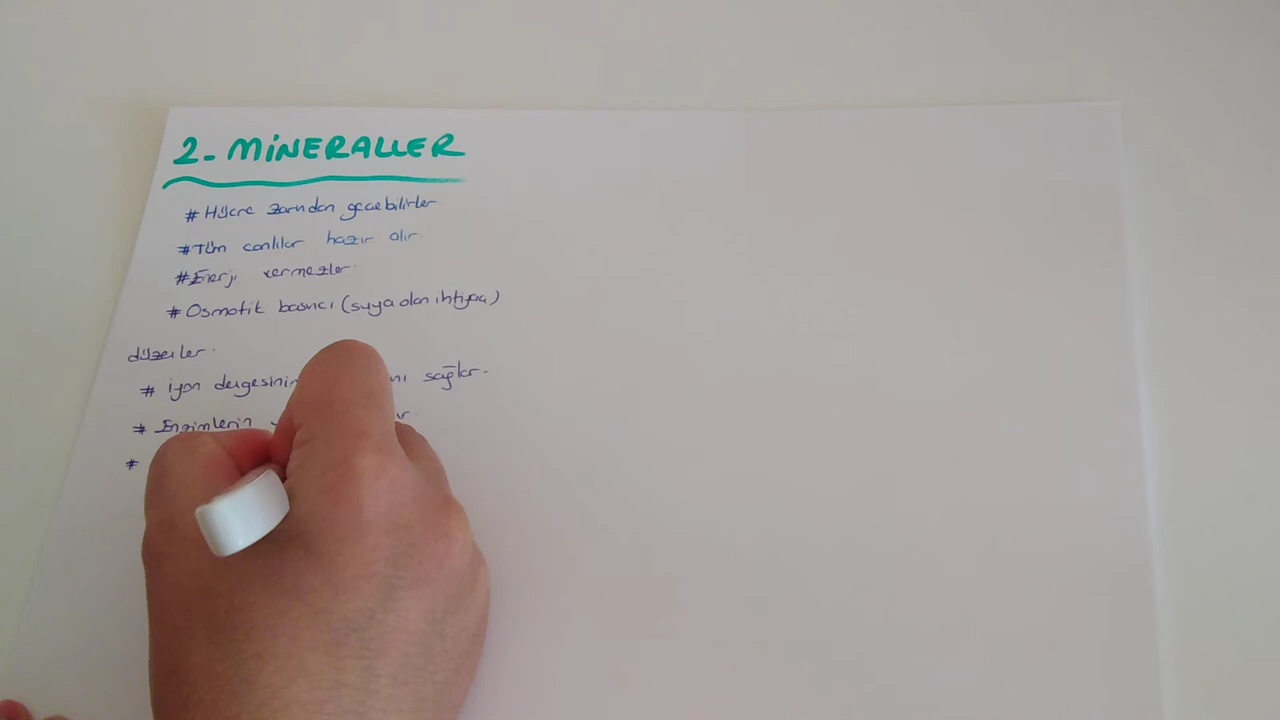 2- MİNERALLER
# Hücre zarından geçebilirler
# Tüm canlılar hazır alır
# Enerji vermezler.
# Osmotik basıncı (suya olan ihtiyacı)
düzenler.
# iyon dengesinin sağlar.
# Enzimlerin
#